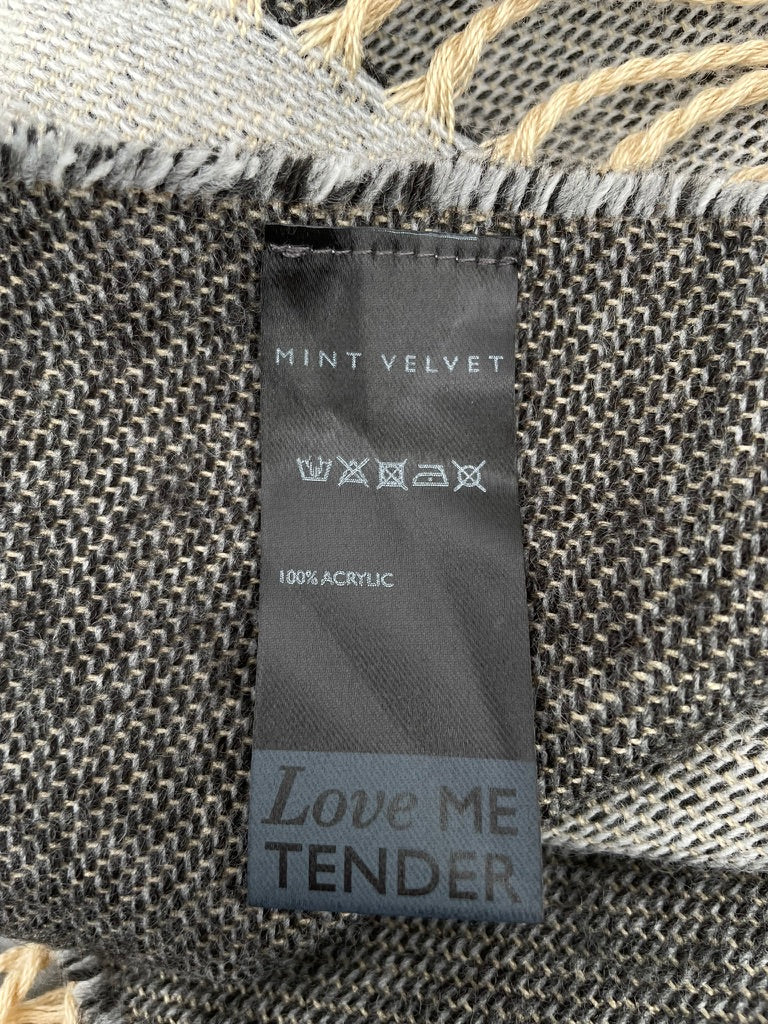 MINT VELVET
100% ACRYLIC
Love ME
TENDER